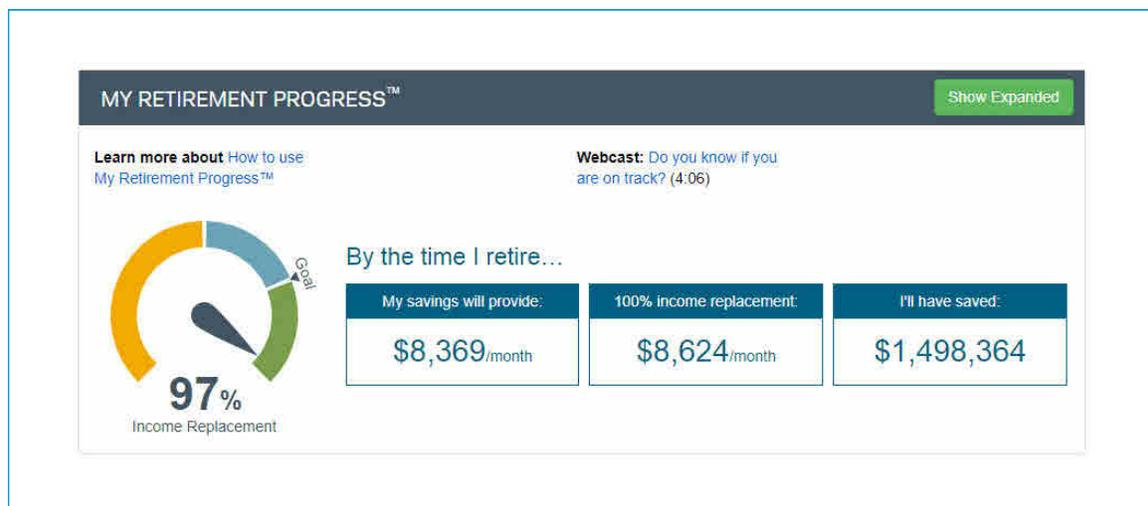 MY RETIREMENT PROGRESS™
Show Expanded
Learn more about How to use
My Retirement Progress™
Webcast: Do you know if you
are on track? (4:06)
Goal
97%
Income Replacement
By the time I retire...
My savings will provide:
$8,369/month
100% income replacement:
$8,624/month
I'll have saved:
$1,498,364